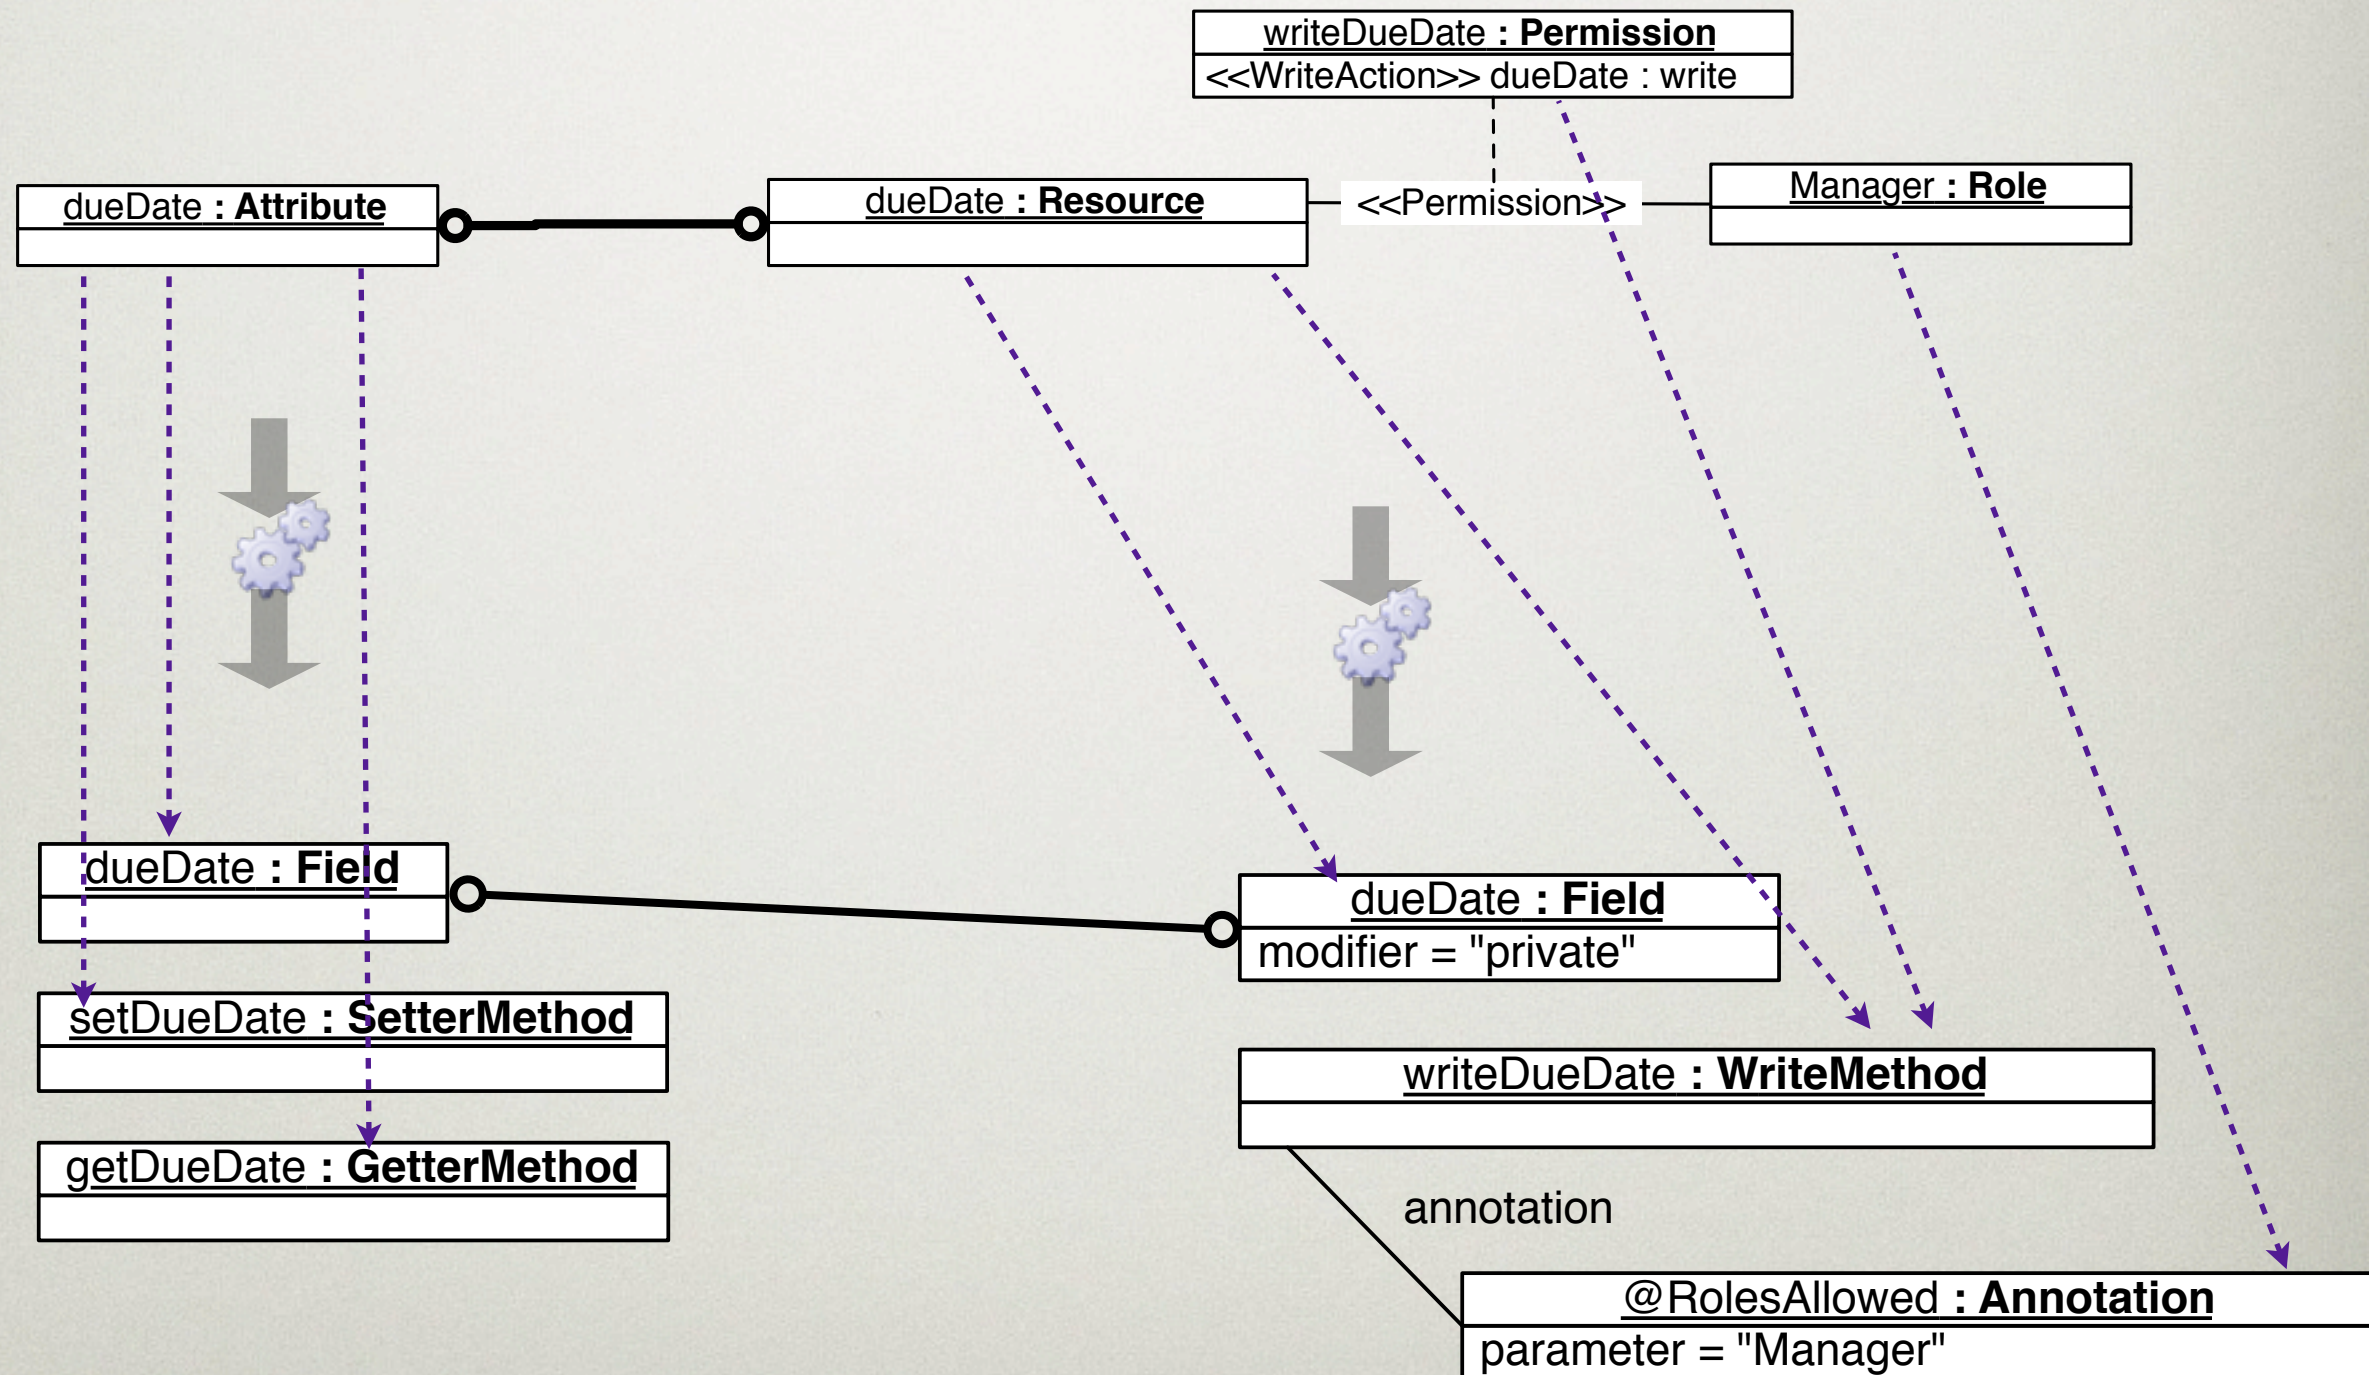 writeDueDate : Permission
<<WriteAction>> dueDate : write
dueDate : Attribute
dueDate : Resource
<<Permission>>
Manager : Role
dueDate : Field
dueDate : Field
modifier = "private"
setDueDate : SetterMethod
writeDueDate : WriteMethod
getDueDate : GetterMethod
annotation
@RolesAllowed : Annotation
parameter = "Manager"